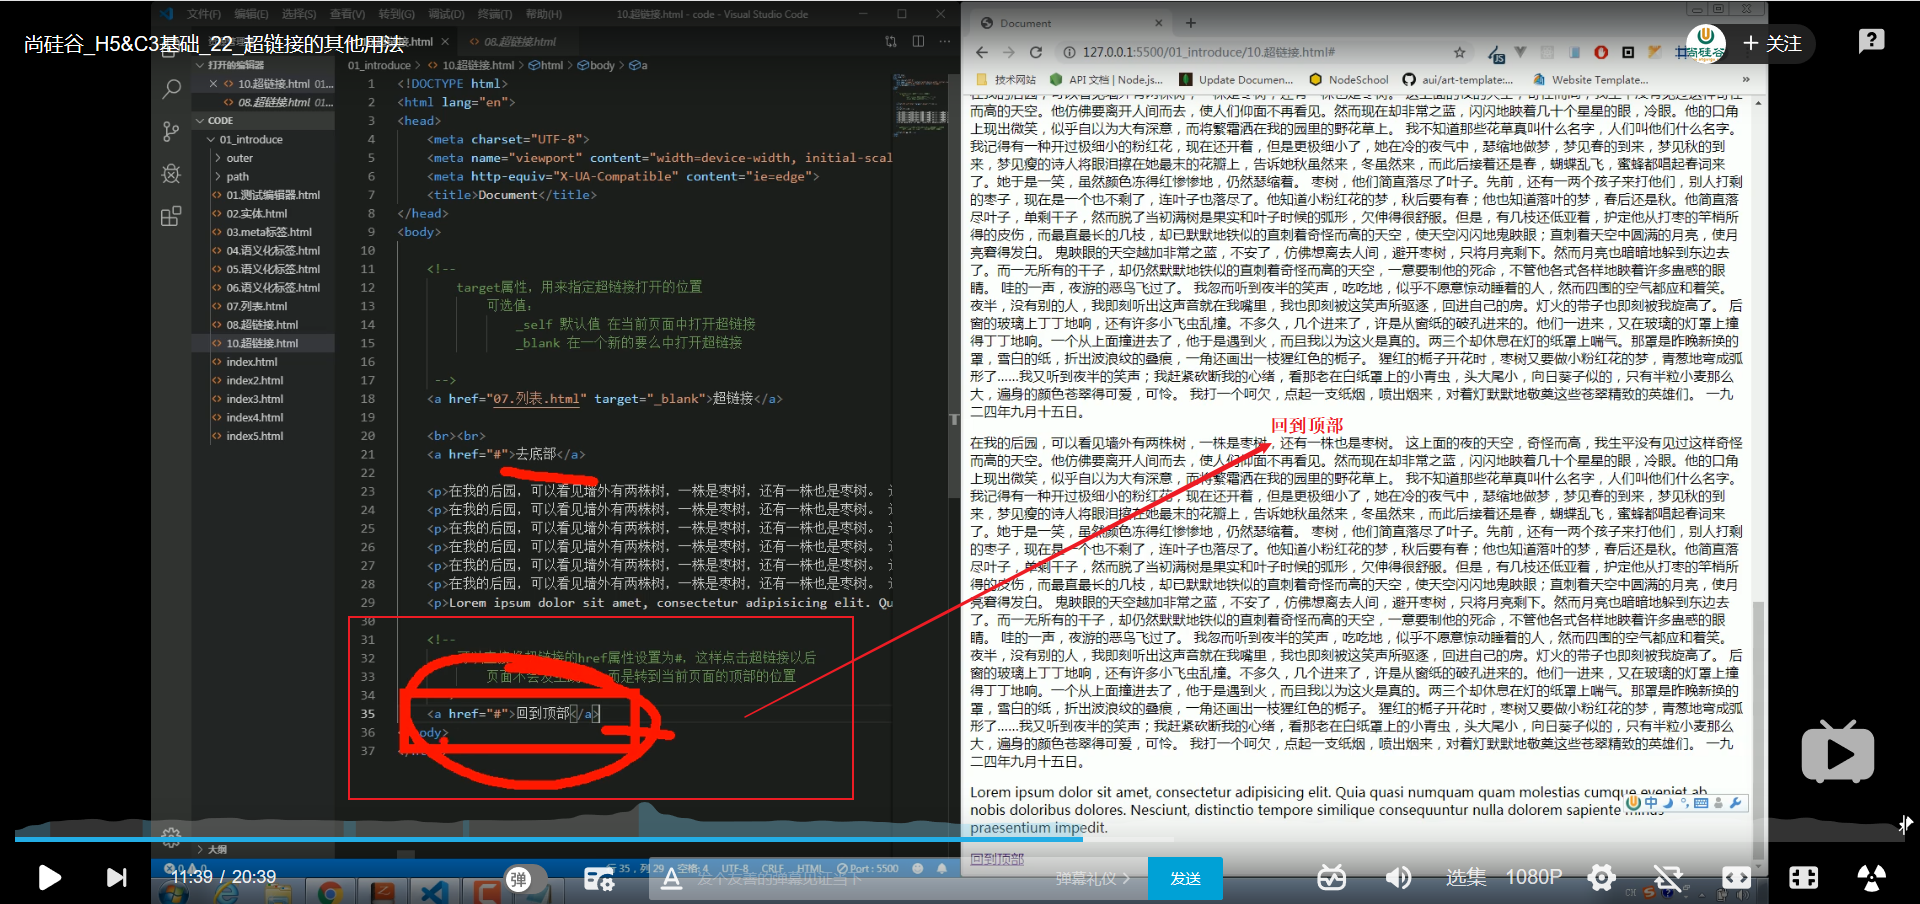 文件(F) 编辑(E) 选择(S) 查看(V) 转到(G) 调试(D) 终端(T) 帮助(H) 10.超链接.html - code - Visual Studio Code
尚硅谷_H5&C3基础_22_超链接的其他用法
08.超链接.html
打开的编辑器
10.超链接.html 01...
08.超链接.html 01...
CODE
01_introduce
outer
path
01.测试编辑器.html
02.实体.html
03.meta标签.html
04.语义化标签.html
05.语义化标签.html
06.语义化标签.html
07.列表.html
08.超链接.html
10.超链接.html
index.html
index2.html
index3.html
index4.html
index5.html
大纲
01_introduce > 10.超链接.html > html > body > a
1 <!DOCTYPE html>
2 <html lang="en">
3 <head>
4 <meta charset="UTF-8">
5 <meta name="viewport" content="width=device-width, initial-scal
6 <meta http-equiv="X-UA-Compatible" content="ie=edge">
7 <title>Document</title>
8 </head>
9 <body>
10
11 <!--
12 target属性，用来指定超链接打开的位置
13 可选值：
14 _self 默认值 在当前页面中打开超链接
15 _blank 在一个新的要么中打开超链接
16
17 -->
18 <a href="07.列表.html" target="_blank">超链接</a>
19
20 <br><br>
21 <a href="#">去底部</a>
22
23 <p>在我的后园，可以看见墙外有两株树，一株是枣树，还有一株也是枣树。
24 <p>在我的后园，可以看见墙外有两株树，一株是枣树，还有一株也是枣树。
25 <p>在我的后园，可以看见墙外有两株树，一株是枣树，还有一株也是枣树。
26 <p>在我的后园，可以看见墙外有两株树，一株是枣树，还有一株也是枣树。
27 <p>在我的后园，可以看见墙外有两株树，一株是枣树，还有一株也是枣树。
28 <p>在我的后园，可以看见墙外有两株树，一株是枣树，还有一株也是枣树。
29 <p>Lorem ipsum dolor sit amet, consectetur adipisicing elit. Qu
30
31 <!--
32 超链接的href属性设置为#，这样点击超链接以后
33 页面不会发生 而是转到当前页面的顶部的位置
34
35 <a href="#">回到顶部</a>
36 ody>
37
Document
127.0.0.1:5500/01_introduce/10.超链接.html#
尚硅谷
+ 关注
技术网站 API 文档 | Node.js... Update Documen... NodeSchool aui/art-template:... Website Template... »
而高的天空。他仿佛要离开人间而去，使人们仰面不再看见。然而现在却非常之蓝，闪闪地睒着几十个星星的眼，冷眼。他的口角
上现出微笑，似乎自以为大有深意，而将繁霜洒在我的园里的野花草上。 我不知道那些花草真叫什么名字，人们叫他们什么名字。
我记得有一种开过极细小的粉红花，现在还开着，但是更极细小了，她在冷的夜气中，瑟缩地做梦，梦见春的到来，梦见秋的到
来，梦见瘦的诗人将眼泪擦在她最末的花瓣上，告诉她秋虽然来，冬虽然来，而此后接着还是春，蝴蝶乱飞，蜜蜂都唱起春词来
了。她于是一笑，虽然颜色冻得红惨惨地，仍然瑟缩着。 枣树，他们简直落尽了叶子。先前，还有一两个孩子来打他们，别人打剩
的枣子，现在是一个也不剩了，连叶子也落尽了。他知道小粉红花的梦，秋后要有春；他也知道落叶的梦，春后还是秋。他简直落
尽叶子，单剩干子，然而脱了当初满树是果实和叶子时候的弧形，欠伸得很舒服。但是，有几枝还低亚着，护定他从打枣的竿梢所
得的皮伤，而最直最长的几枝，却已默默地铁似的直刺着奇怪而高的天空，使天空闪闪地鬼睒眼；直刺着天空中圆满的月亮，使月
亮窘得发白。 鬼睒眼的天空越加非常之蓝，不安了，仿佛想离去人间，避开枣树，只将月亮剩下。然而月亮也暗暗地躲到东边去
了。而一无所有的干子，却仍然默默地铁似的直刺着奇怪而高的天空，一意要制他的死命，不管他各式各样地睒着许多蛊惑的眼
睛。 哇的一声，夜游的恶鸟飞过了。 我忽而听到夜半的笑声，吃吃地，似乎不愿意惊动睡着的人，然而四围的空气都应和着笑。
夜半，没有别的人，我即刻听出这声音就在我嘴里，我也即刻被这笑声所驱逐，回进自己的房。灯火的带子也即刻被我旋高了。 后
窗的玻璃上丁丁地响，还有许多小飞虫乱撞。不多久，几个进来了，许是从窗纸的破孔进来的。他们一进来，又在玻璃的灯罩上撞
得丁丁地响。一个从上面撞进去了，他于是遇到火，而且我以为这火是真的。两三个却休息在灯的纸罩上喘气。那罩是昨晚新换的
罩，雪白的纸，折出波浪纹的叠痕，一角还画出一枝猩红色的栀子。 猩红的栀子开花时，枣树又要做小粉红花的梦，青葱地弯成弧
形了……我又听到夜半的笑声；我赶紧砍断我的心绪，看那老在白纸罩上的小青虫，头大尾小，向日葵子似的，只有半粒小麦那么
大，遍身的颜色苍翠得可爱，可怜。 我打一个呵欠，点起一支纸烟，喷出烟来，对着灯默默地敬奠这些苍翠精致的英雄们。 一九
二四年九月十五日。
回到顶部
在我的后园，可以看见墙外有两株树，一株是枣树，还有一株也是枣树。 这上面的夜的天空，奇怪而高，我生平没有见过这样奇怪
而高的天空。他仿佛要离开人间而去，使人们仰面不再看见。然而现在却非常之蓝，闪闪地睒着几十个星星的眼，冷眼。他的口角
上现出微笑，似乎自以为大有深意，而将繁霜洒在我的园里的野花草上。 我不知道那些花草真叫什么名字，人们叫他们什么名字。
我记得有一种开过极细小的粉红花，现在还开着，但是更极细小了，她在冷的夜气中，瑟缩地做梦，梦见春的到来，梦见秋的到
来，梦见瘦的诗人将眼泪擦在她最末的花瓣上，告诉她秋虽然来，冬虽然来，而此后接着还是春，蝴蝶乱飞，蜜蜂都唱起春词来
了。她于是一笑，虽然颜色冻得红惨惨地，仍然瑟缩着。 枣树，他们简直落尽了叶子。先前，还有一两个孩子来打他们，别人打剩
的枣子，现在是一个也不剩了，连叶子也落尽了。他知道小粉红花的梦，秋后要有春；他也知道落叶的梦，春后还是秋。他简直落
尽叶子，单剩干子，然而脱了当初满树是果实和叶子时候的弧形，欠伸得很舒服。但是，有几枝还低亚着，护定他从打枣的竿梢所
得的皮伤，而最直最长的几枝，却已默默地铁似的直刺着奇怪而高的天空，使天空闪闪地鬼睒眼；直刺着天空中圆满的月亮，使月
亮窘得发白。 鬼睒眼的天空越加非常之蓝，不安了，仿佛想离去人间，避开枣树，只将月亮剩下。然而月亮也暗暗地躲到东边去
了。而一无所有的干子，却仍然默默地铁似的直刺着奇怪而高的天空，一意要制他的死命，不管他各式各样地睒着许多蛊惑的眼
睛。 哇的一声，夜游的恶鸟飞过了。 我忽而听到夜半的笑声，吃吃地，似乎不愿意惊动睡着的人，然而四围的空气都应和着笑。
夜半，没有别的人，我即刻听出这声音就在我嘴里，我也即刻被这笑声所驱逐，回进自己的房。灯火的带子也即刻被我旋高了。 后
窗的玻璃上丁丁地响，还有许多小飞虫乱撞。不多久，几个进来了，许是从窗纸的破孔进来的。他们一进来，又在玻璃的灯罩上撞
得丁丁地响。一个从上面撞进去了，他于是遇到火，而且我以为这火是真的。两三个却休息在灯的纸罩上喘气。那罩是昨晚新换的
罩，雪白的纸，折出波浪纹的叠痕，一角还画出一枝猩红色的栀子。 猩红的栀子开花时，枣树又要做小粉红花的梦，青葱地弯成弧
形了……我又听到夜半的笑声；我赶紧砍断我的心绪，看那老在白纸罩上的小青虫，头大尾小，向日葵子似的，只有半粒小麦那么
大，遍身的颜色苍翠得可爱，可怜。 我打一个呵欠，点起一支纸烟，喷出烟来，对着灯默默地敬奠这些苍翠精致的英雄们。 一九
二四年九月十五日。
Lorem ipsum dolor sit amet, consectetur adipisicing elit. Quia quasi numquam quam molestias cumque eveniet ab
nobis doloribus dolores. Nesciunt, distinctio tempore similique consequuntur nulla dolorem sapiente minus
praesentium impedit.
中
回到顶部
行 35，列 29 空格: 4 UTF-8 CRLF HTML Port : 5500
11:39 / 20:39
弹
发个友善的弹幕见证当下
弹幕礼仪 >
发送
选集
1080P
CH